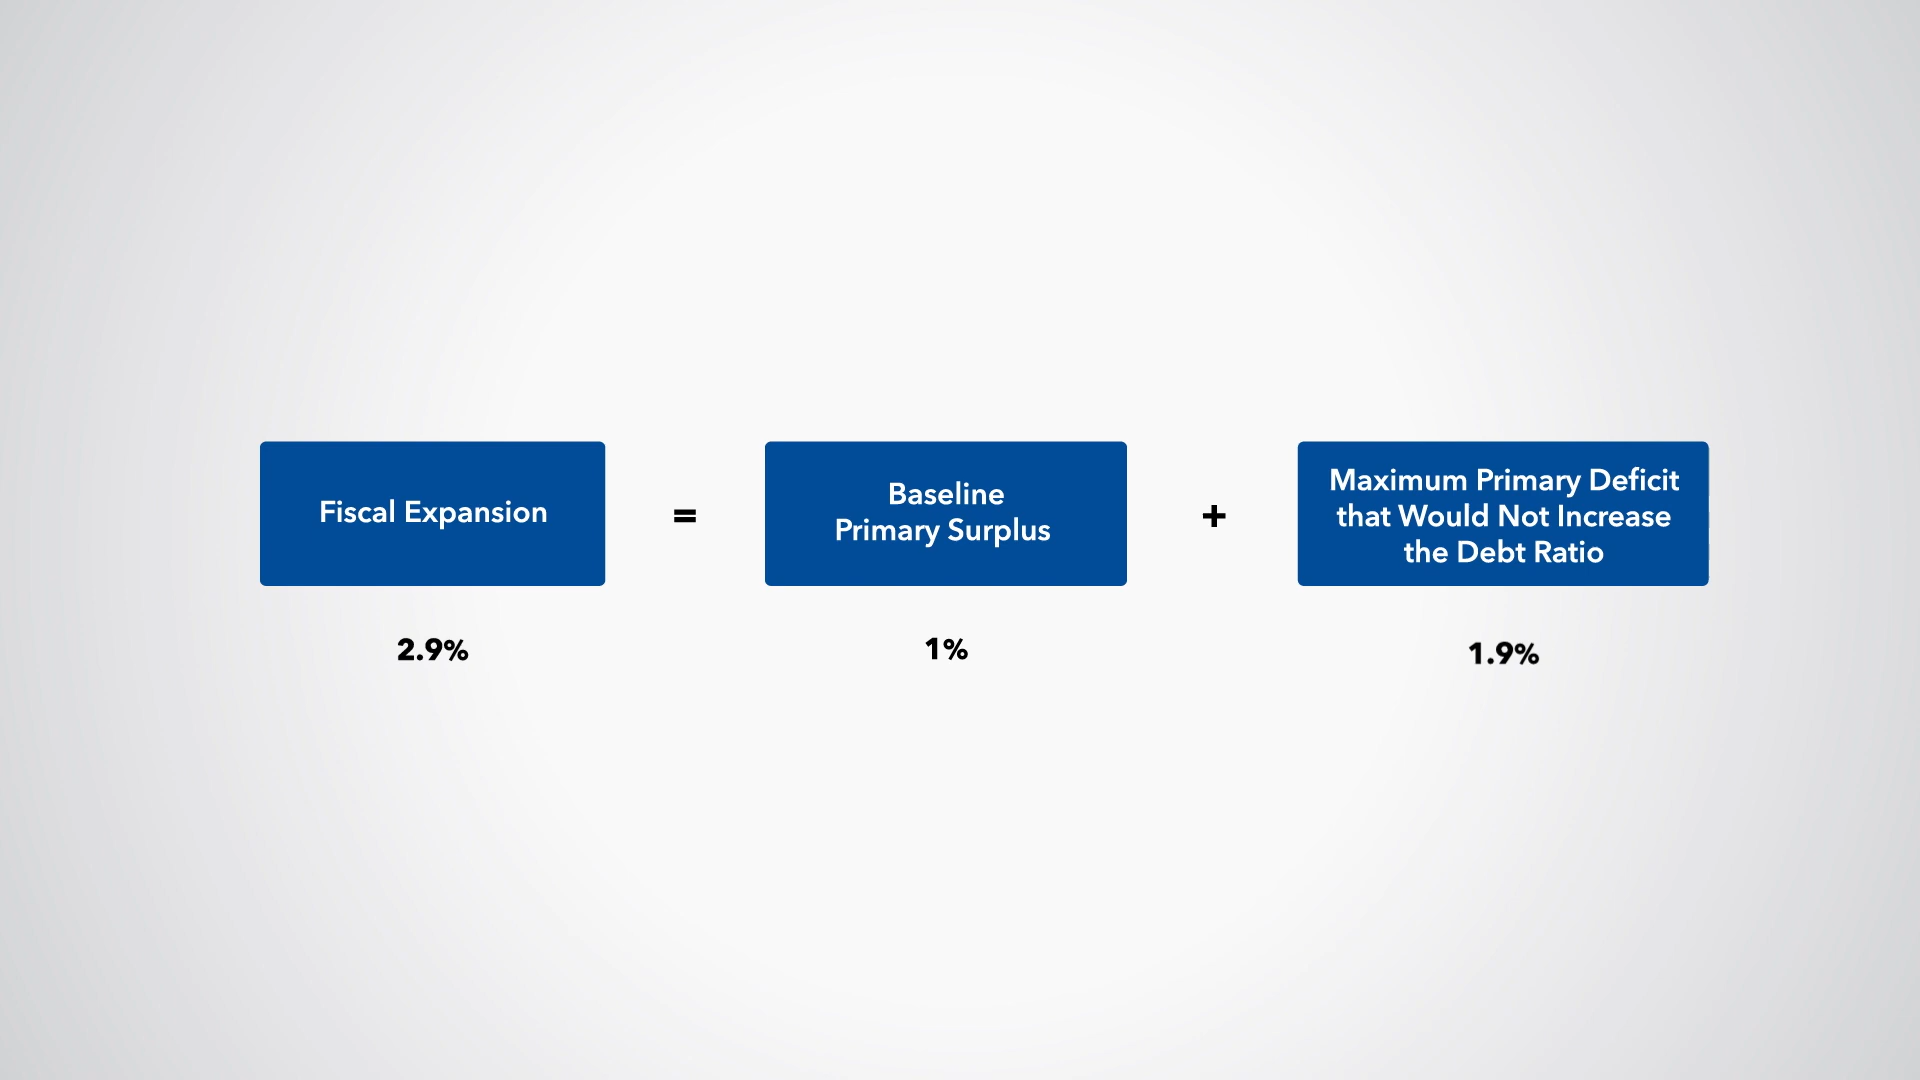 Fiscal Expansion
=
Baseline
Primary Surplus
+
Maximum Primary Deficit
that Would Not Increase
the Debt Ratio
2.9%
1%
1.9%